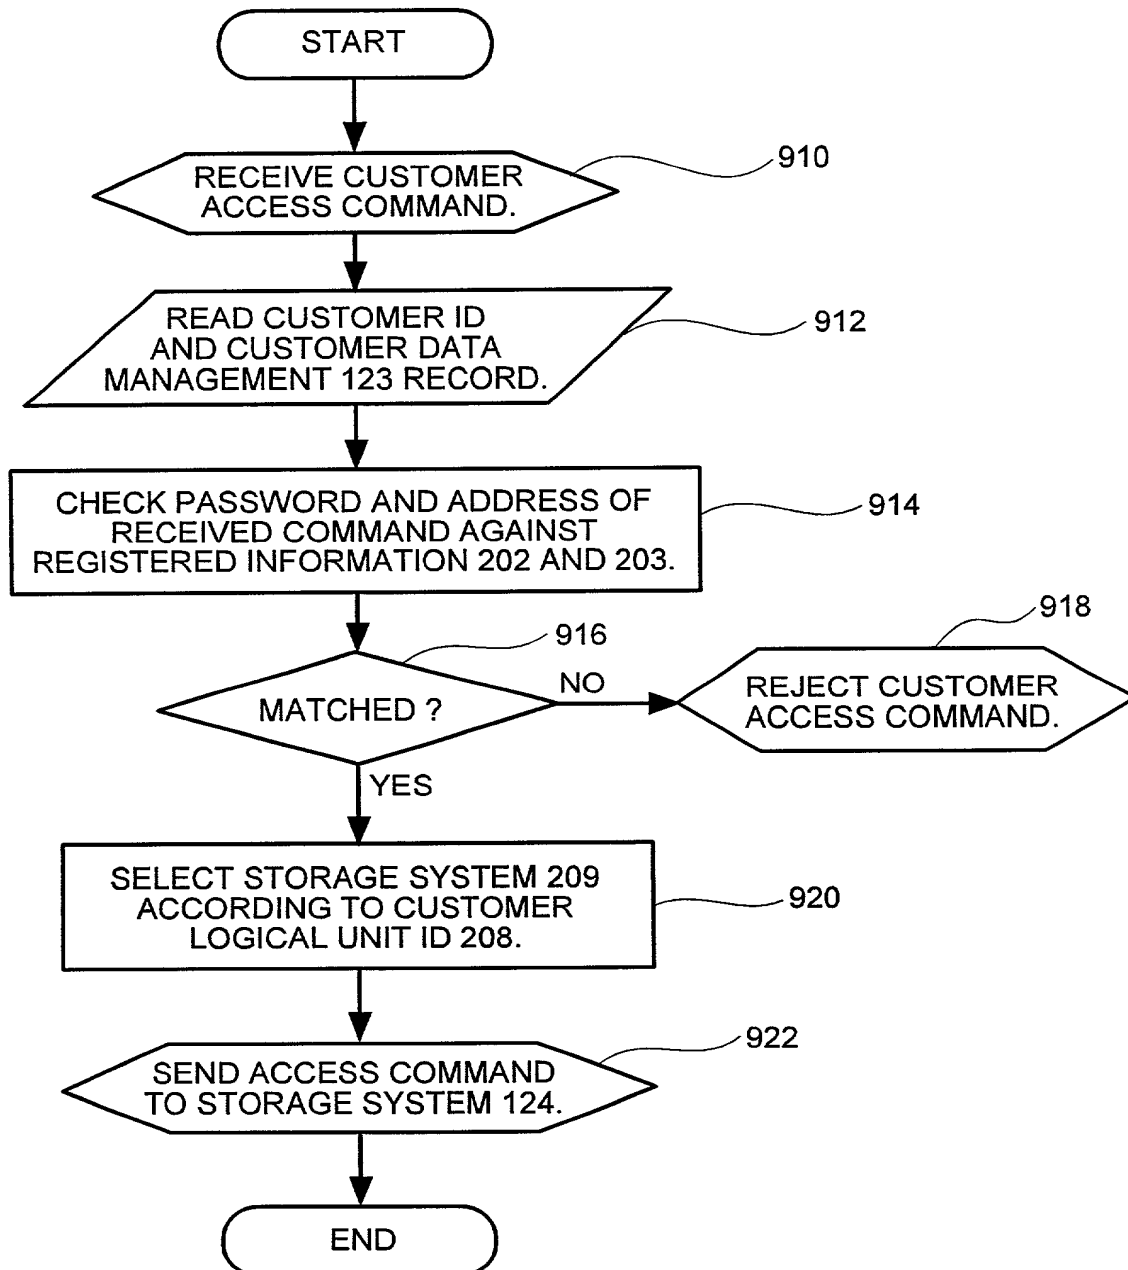 START
RECEIVE CUSTOMER
ACCESS COMMAND.
910
READ CUSTOMER ID
AND CUSTOMER DATA
MANAGEMENT 123 RECORD.
912
CHECK PASSWORD AND ADDRESS OF
RECEIVED COMMAND AGAINST
REGISTERED INFORMATION 202 AND 203.
914
MATCHED ?
916
NO
REJECT CUSTOMER
ACCESS COMMAND.
918
YES
SELECT STORAGE SYSTEM 209
ACCORDING TO CUSTOMER
LOGICAL UNIT ID 208.
920
SEND ACCESS COMMAND
TO STORAGE SYSTEM 124.
922
END